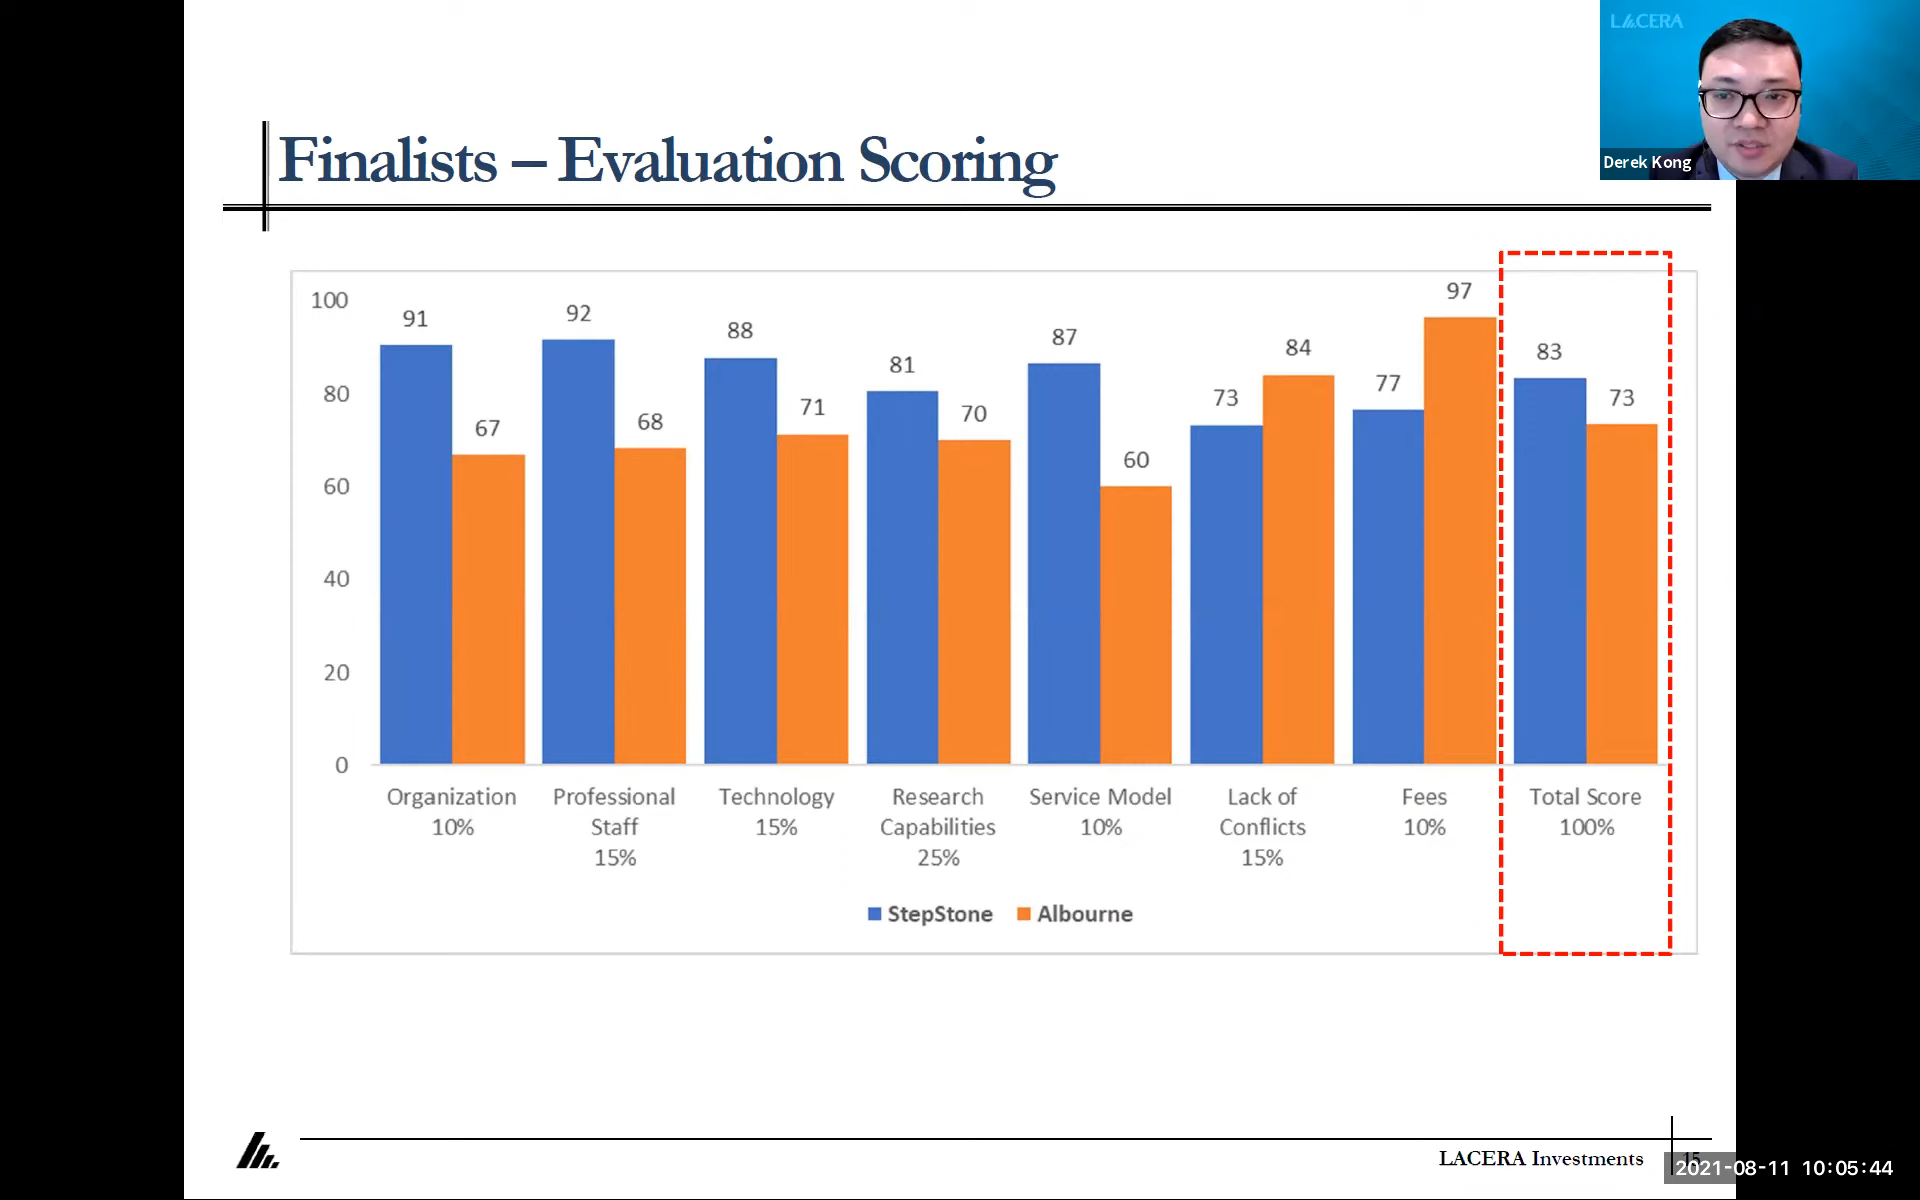 LACERA
Derek Kong
Finalists – Evaluation Scoring
100
80
60
40
20
0
91
67
92
68
88
71
81
70
87
60
73
84
77
97
83
73
Organization
10%
Professional
Staff
15%
Technology
15%
Research
Capabilities
25%
Service Model
10%
Lack of
Conflicts
15%
Fees
10%
Total Score
100%
StepStone
Albourne
LACERA Investments
15
2021-08-11 10:05:44